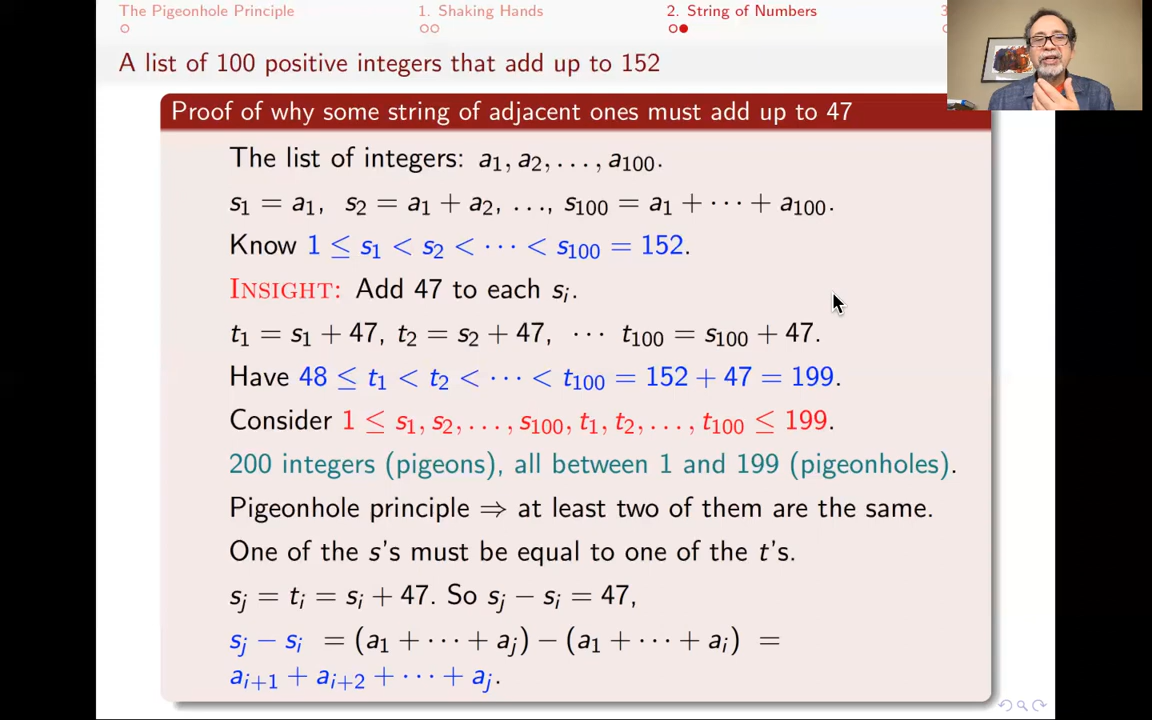 The Pigeonhole Principle 1. Shaking Hands 2. String of Numbers 3
A list of 100 positive integers that add up to 152
Proof of why some string of adjacent ones must add up to 47
The list of integers: a₁, a₂, . . . , a₁₀₀.
s₁ = a₁, s₂ = a₁ + a₂, . . ., s₁₀₀ = a₁ + · · · + a₁₀₀.
Know 1 ≤ s₁ < s₂ < · · · < s₁₀₀ = 152.
INSIGHT: Add 47 to each sᵢ.
t₁ = s₁ + 47, t₂ = s₂ + 47, · · · t₁₀₀ = s₁₀₀ + 47.
Have 48 ≤ t₁ < t₂ < · · · < t₁₀₀ = 152 + 47 = 199.
Consider 1 ≤ s₁, s₂, . . . , s₁₀₀, t₁, t₂, . . . , t₁₀₀ ≤ 199.
200 integers (pigeons), all between 1 and 199 (pigeonholes).
Pigeonhole principle ⇒ at least two of them are the same.
One of the s's must be equal to one of the t's.
sⱼ = tᵢ = sᵢ + 47. So sⱼ − sᵢ = 47,
sⱼ − sᵢ = (a₁ + · · · + aⱼ) − (a₁ + · · · + aᵢ) =
aᵢ₊₁ + aᵢ₊₂ + · · · + aⱼ.